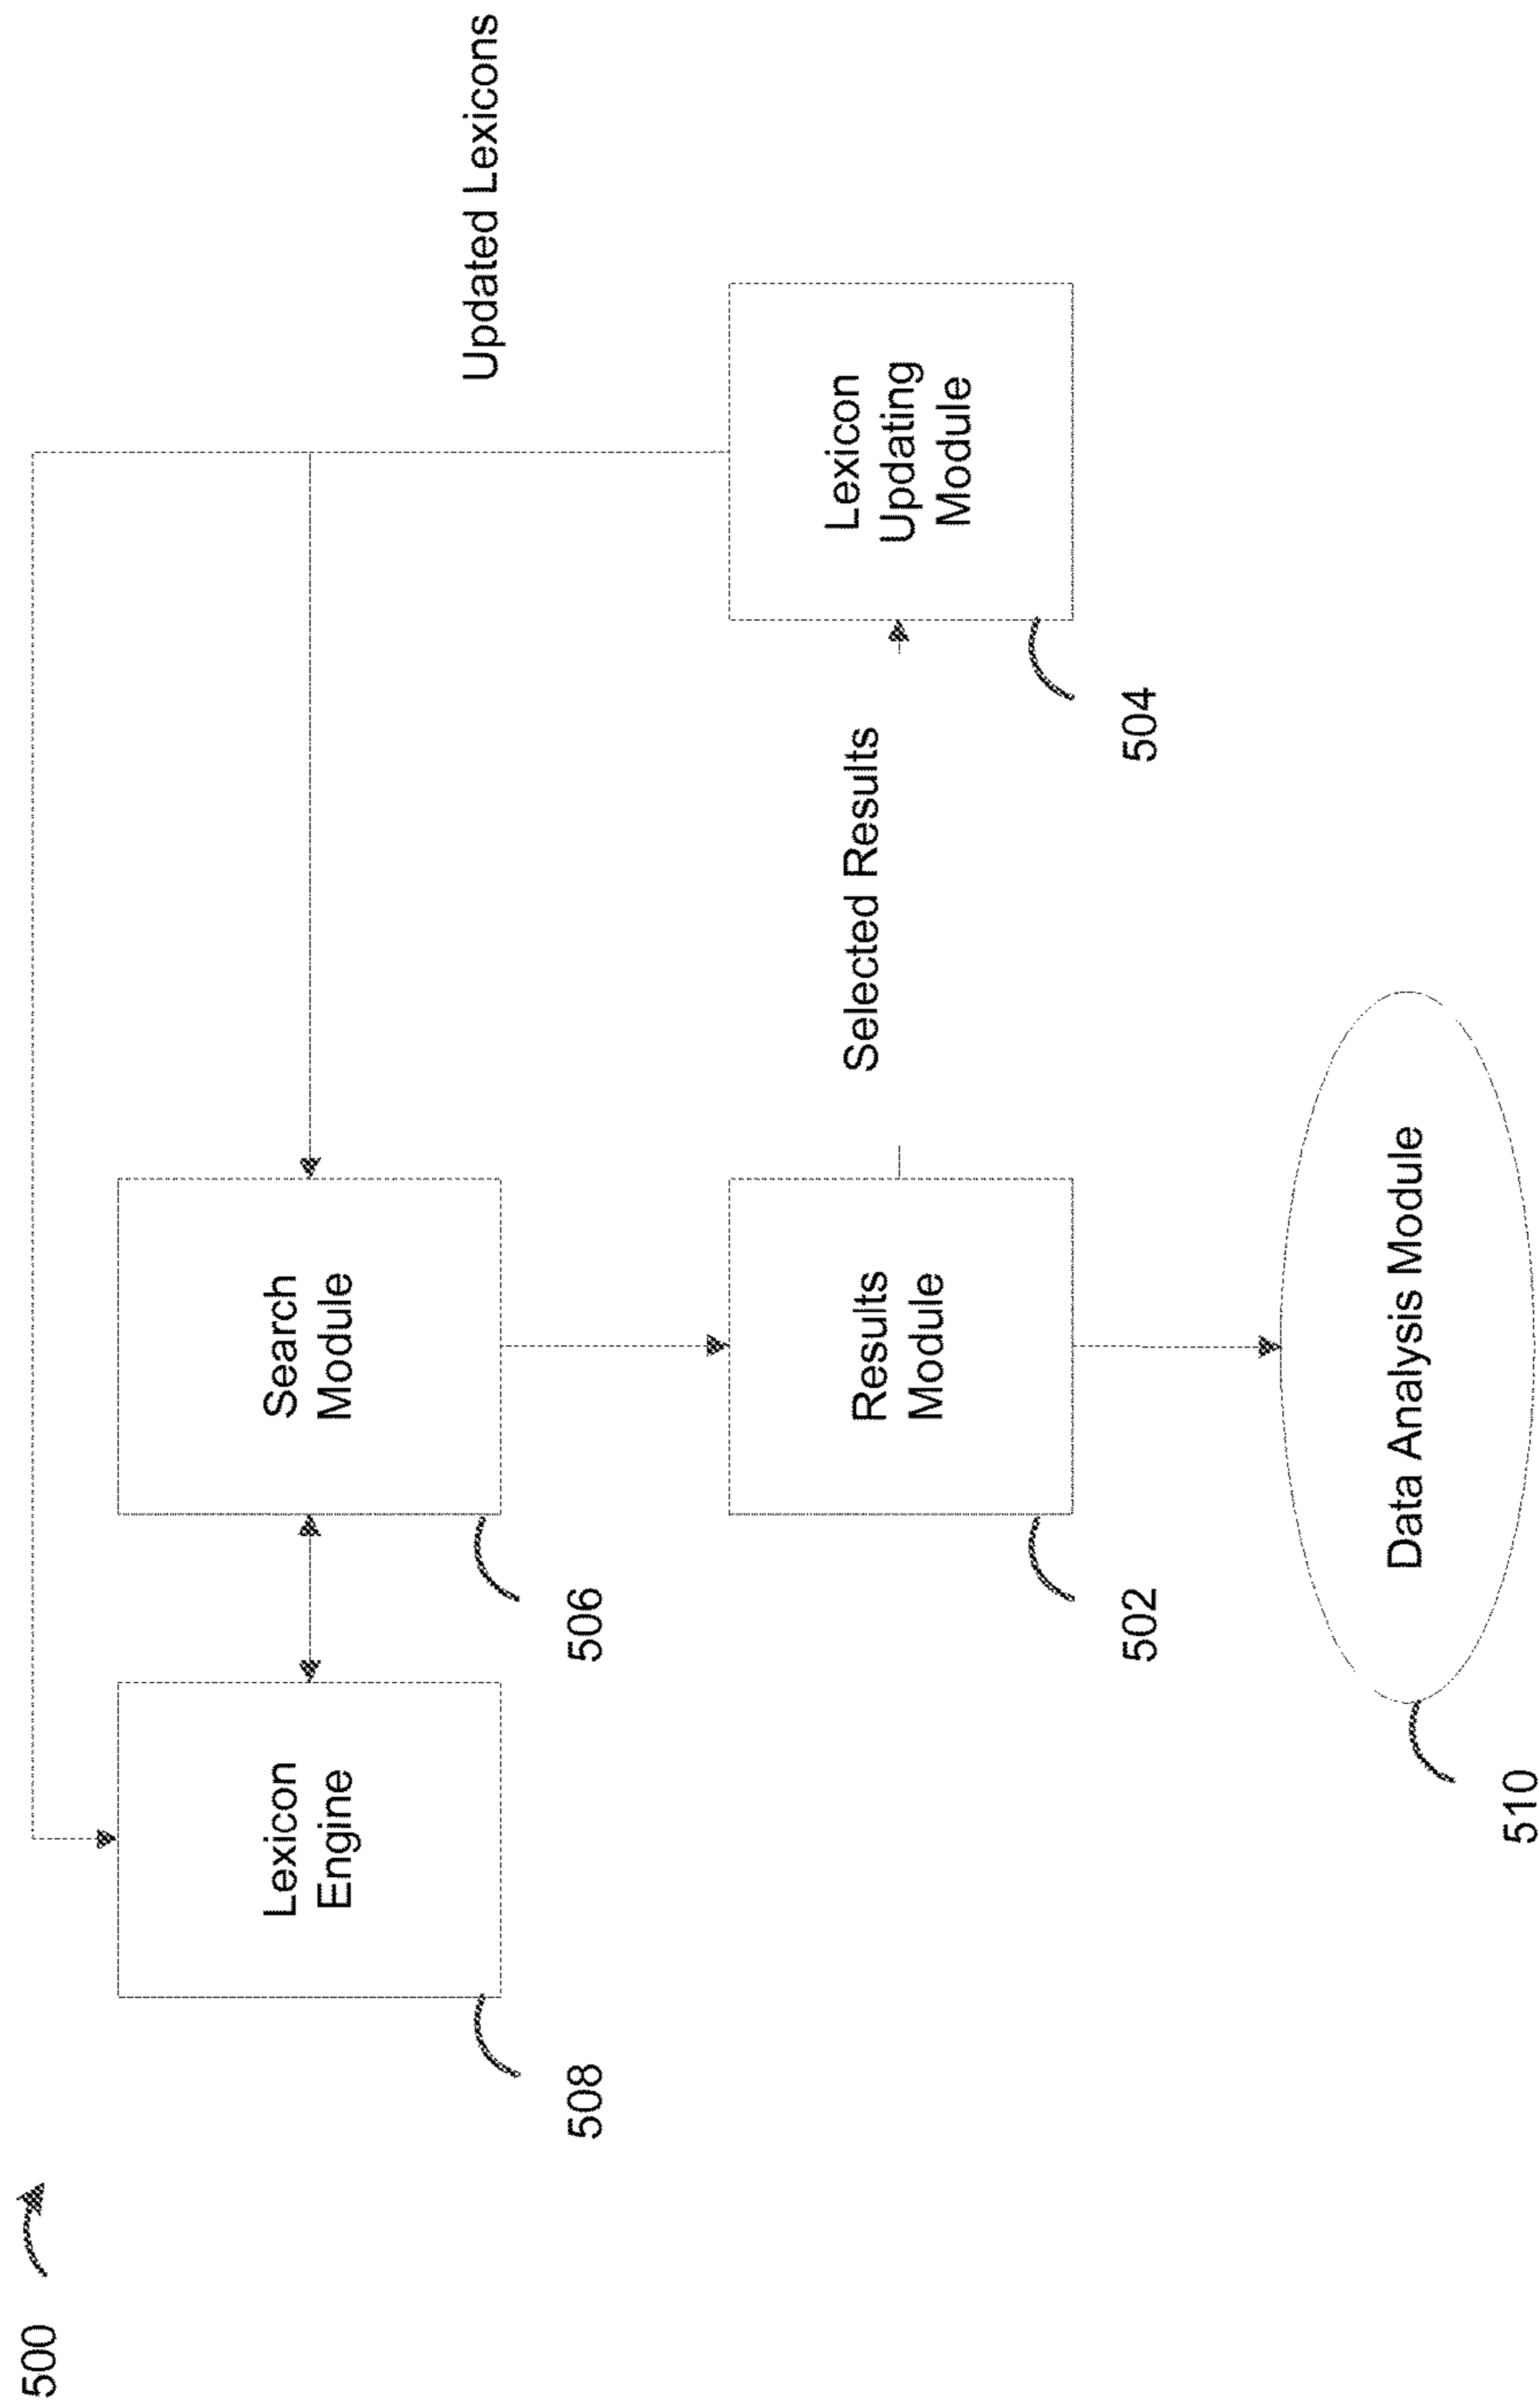 500
Updated Lexicons
Lexicon
Engine
508
Search
Module
506
Results
Module
502
Selected Results
Lexicon
Updating
Module
504
Data Analysis Module
510